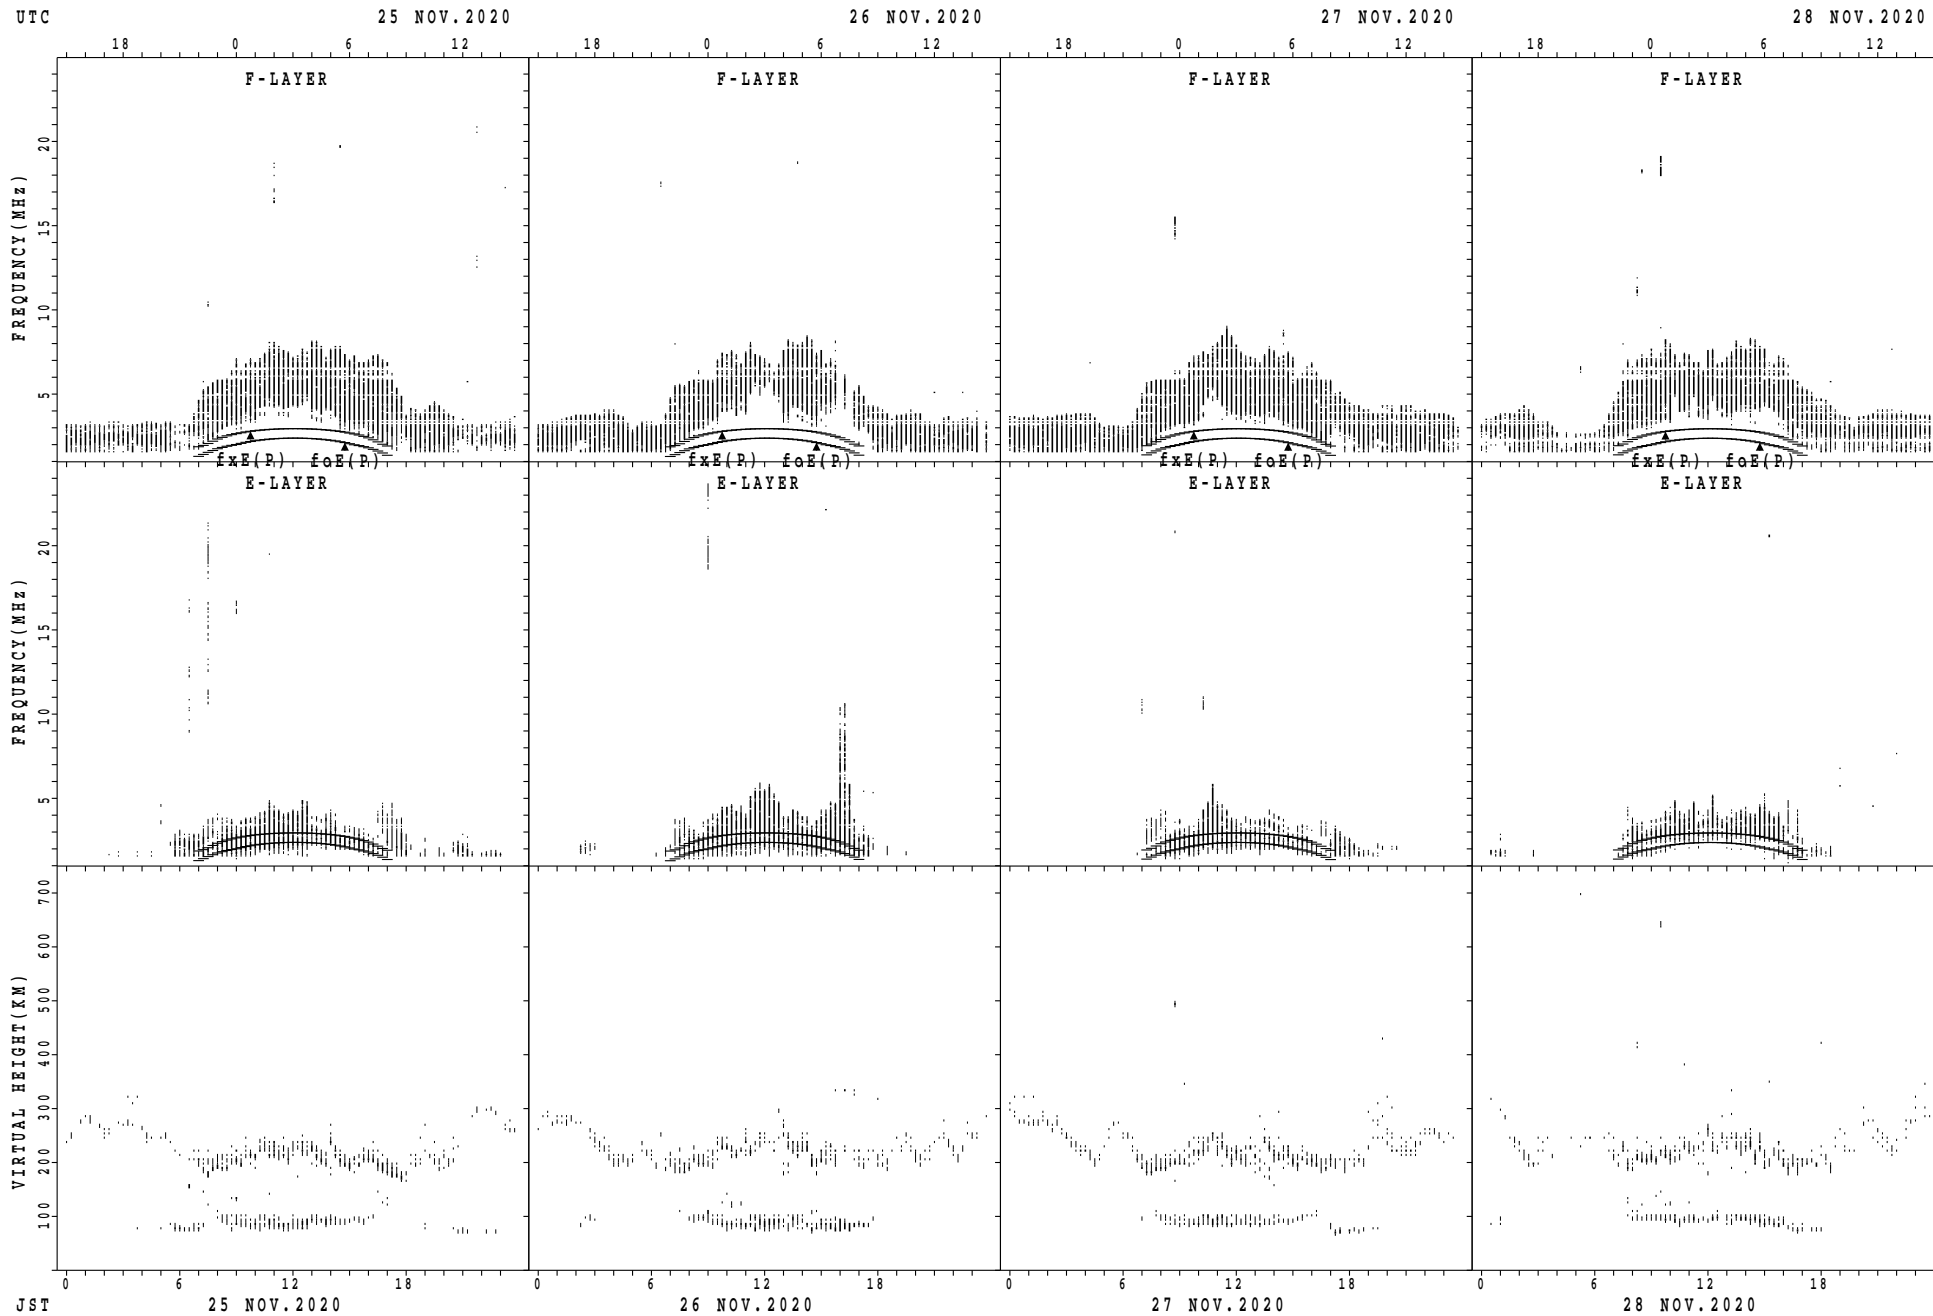 UTC 25 NOV.2020 26 NOV.2020 27 NOV.2020 28 NOV.2020
18 0 6 12 18 0 6 12 18 0 6 12 18 0 6 12
F-LAYER F-LAYER F-LAYER F-LAYER
FREQUENCY(MHz)
20
15
10
5
fxE(P) foE(P) fxE(P) foE(P) fxE(P) foE(P) fxE(P) foE(P)
E-LAYER E-LAYER E-LAYER E-LAYER
FREQUENCY(MHz)
20
15
10
5
VIRTUAL HEIGHT(KM)
700
600
500
400
300
200
100
0 6 12 18 0 6 12 18 0 6 12 18 0 6 12 18
JST 25 NOV.2020 26 NOV.2020 27 NOV.2020 28 NOV.2020